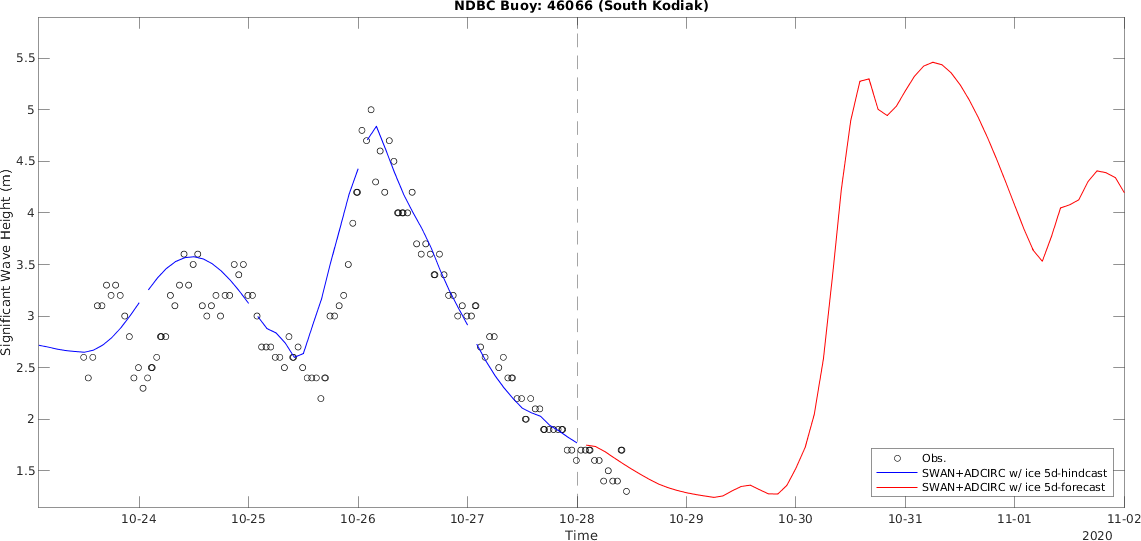 NDBC Buoy: 46066 (South Kodiak)
Significant Wave Height (m)
5.5
5
4.5
4
3.5
3
2.5
2
1.5
Obs.
SWAN+ADCIRC w/ ice 5d-hindcast
SWAN+ADCIRC w/ ice 5d-forecast
10-24 10-25 10-26 10-27 10-28 10-29 10-30 10-31 11-01 11-02
Time
2020